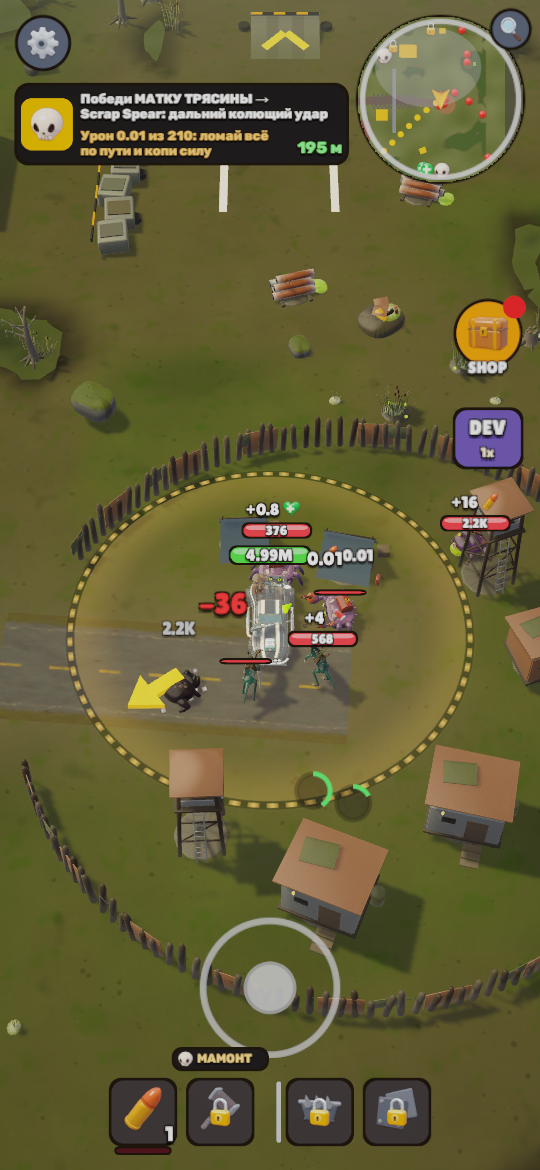 Победи МАТКУ ТРЯСИНЫ →
Scrap Spear: дальний колющий удар
Урон 0.01 из 210: ломай всё
по пути и копи силу
195 м
SHOP
DEV
1x
+16
2.2K
+0.8
376
4.99M
0.01
0.01
-36
+4
2.2K
568
МАМОНТ
1